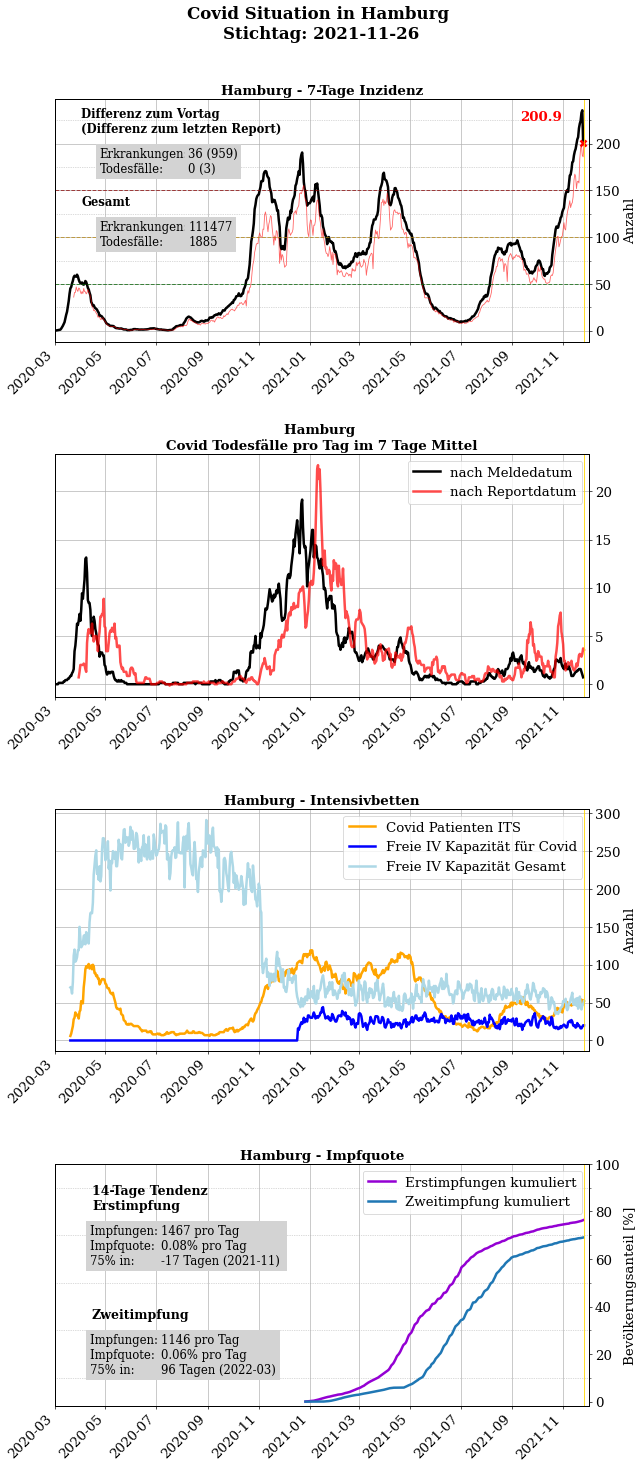 Covid Situation in Hamburg
Stichtag: 2021-11-26
Hamburg - 7-Tage Inzidenz
Differenz zum Vortag
(Differenz zum letzten Report)
Erkrankungen 36 (959)
Todesfälle: 0 (3)
Gesamt
Erkrankungen 111477
Todesfälle: 1885
200.9
200
150
100
50
0
Anzahl
2020-03 2020-05 2020-07 2020-09 2020-11 2021-01 2021-03 2021-05 2021-07 2021-09 2021-11
Hamburg
Covid Todesfälle pro Tag im 7 Tage Mittel
nach Meldedatum
nach Reportdatum
20
15
10
5
0
2020-03 2020-05 2020-07 2020-09 2020-11 2021-01 2021-03 2021-05 2021-07 2021-09 2021-11
Hamburg - Intensivbetten
Covid Patienten ITS
Freie IV Kapazität für Covid
Freie IV Kapazität Gesamt
300
250
200
150
100
50
0
Anzahl
2020-03 2020-05 2020-07 2020-09 2020-11 2021-01 2021-03 2021-05 2021-07 2021-09 2021-11
Hamburg - Impfquote
14-Tage Tendenz
Erstimpfung
Impfungen: 1467 pro Tag
Impfquote: 0.08% pro Tag
75% in: -17 Tagen (2021-11)
Zweitimpfung
Impfungen: 1146 pro Tag
Impfquote: 0.06% pro Tag
75% in: 96 Tagen (2022-03)
Erstimpfungen kumuliert
Zweitimpfung kumuliert
100
80
60
40
20
0
Bevölkerungsanteil [%]
2020-03 2020-05 2020-07 2020-09 2020-11 2021-01 2021-03 2021-05 2021-07 2021-09 2021-11